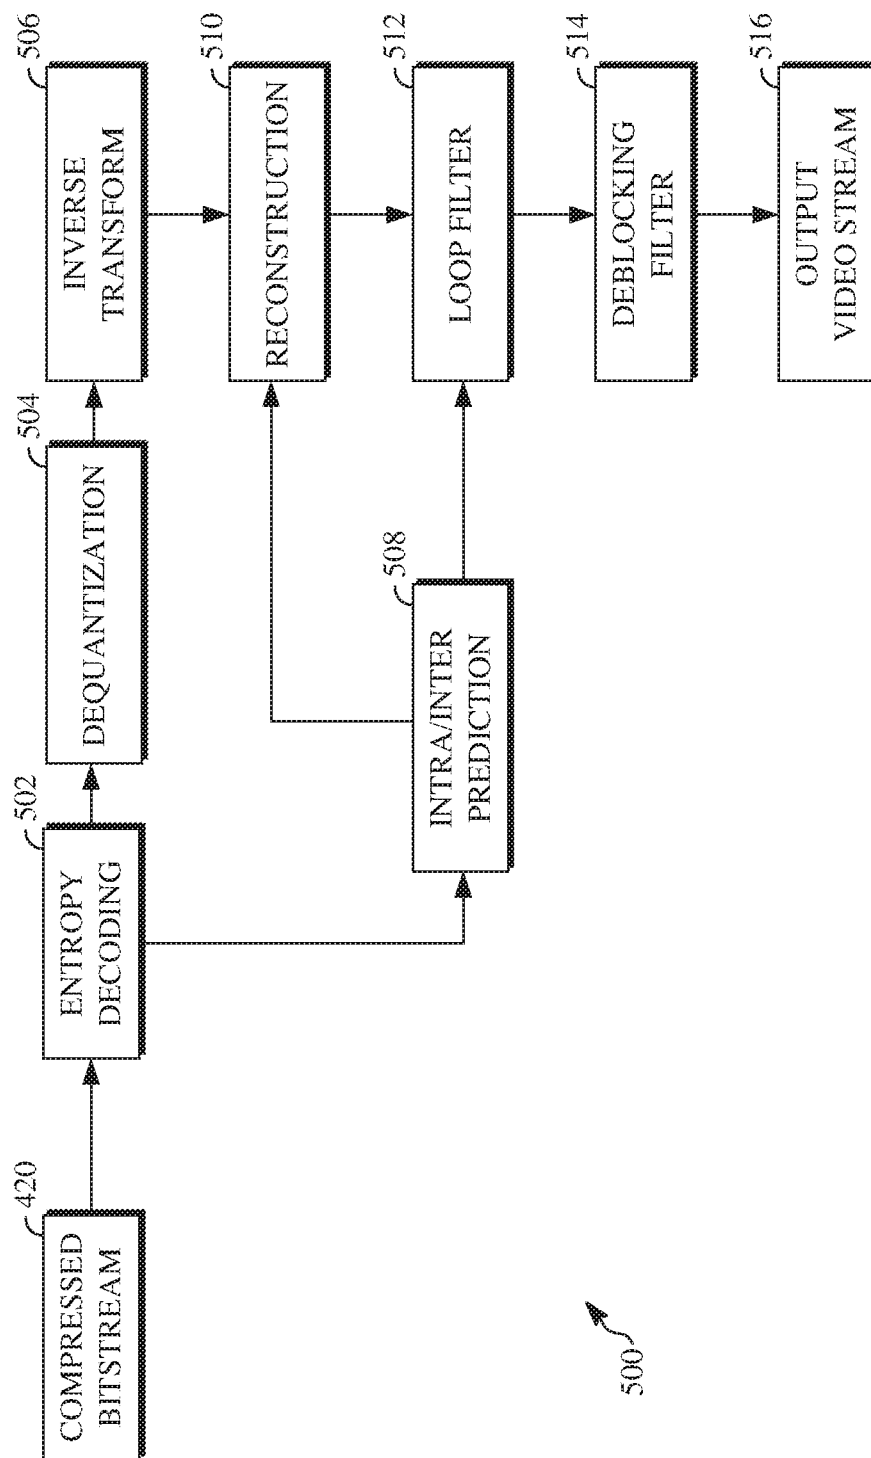 420
COMPRESSED
BITSTREAM
502
ENTROPY
DECODING
504
DEQUANTIZATION
506
INVERSE
TRANSFORM
508
INTRA/INTER
PREDICTION
510
RECONSTRUCTION
512
LOOP FILTER
514
DEBLOCKING
FILTER
516
OUTPUT
VIDEO STREAM
500